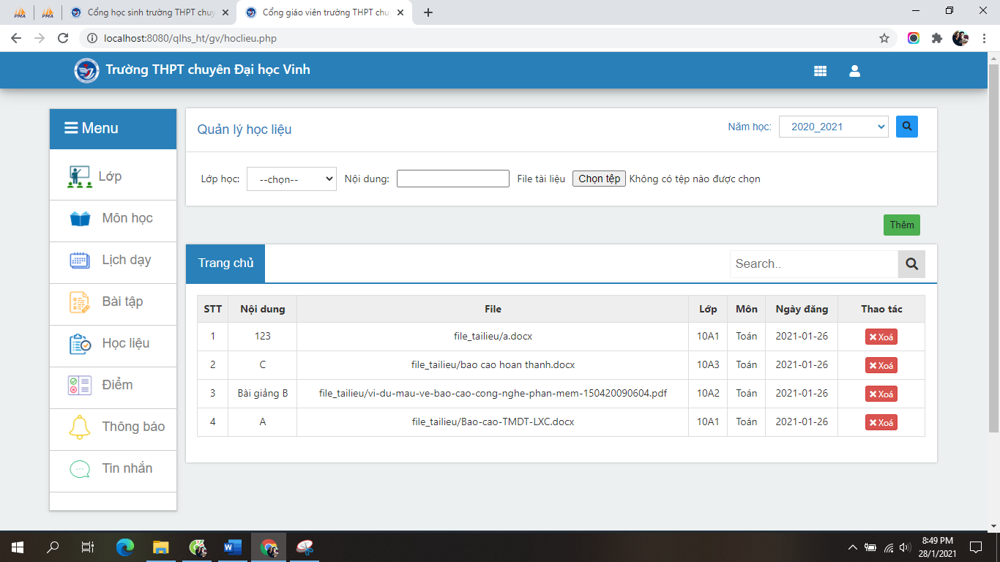 PMA
PMA
Cổng học sinh trường THPT chuy
Cổng giáo viên trường THPT chu
localhost:8080/qlhs_ht/gv/hoclieu.php
Trường THPT chuyên Đại học Vinh
Menu
Lớp
Môn học
Lịch dạy
Bài tập
Học liệu
Điểm
Thông báo
Tin nhắn
Quản lý học liệu
Năm học: 2020_2021
Lớp học: --chọn-- Nội dung: File tài liệu Chọn tệp Không có tệp nào được chọn
Thêm
Trang chủ
Search..
STT Nội dung File Lớp Môn Ngày đăng Thao tác
1 123 file_tailieu/a.docx 10A1 Toán 2021-01-26 Xoá
2 C file_tailieu/bao cao hoan thanh.docx 10A3 Toán 2021-01-26 Xoá
3 Bài giảng B file_tailieu/vi-du-mau-ve-bao-cao-cong-nghe-phan-mem-150420090604.pdf 10A2 Toán 2021-01-26 Xoá
4 A file_tailieu/Bao-cao-TMDT-LXC.docx 10A1 Toán 2021-01-26 Xoá
8:49 PM
28/1/2021